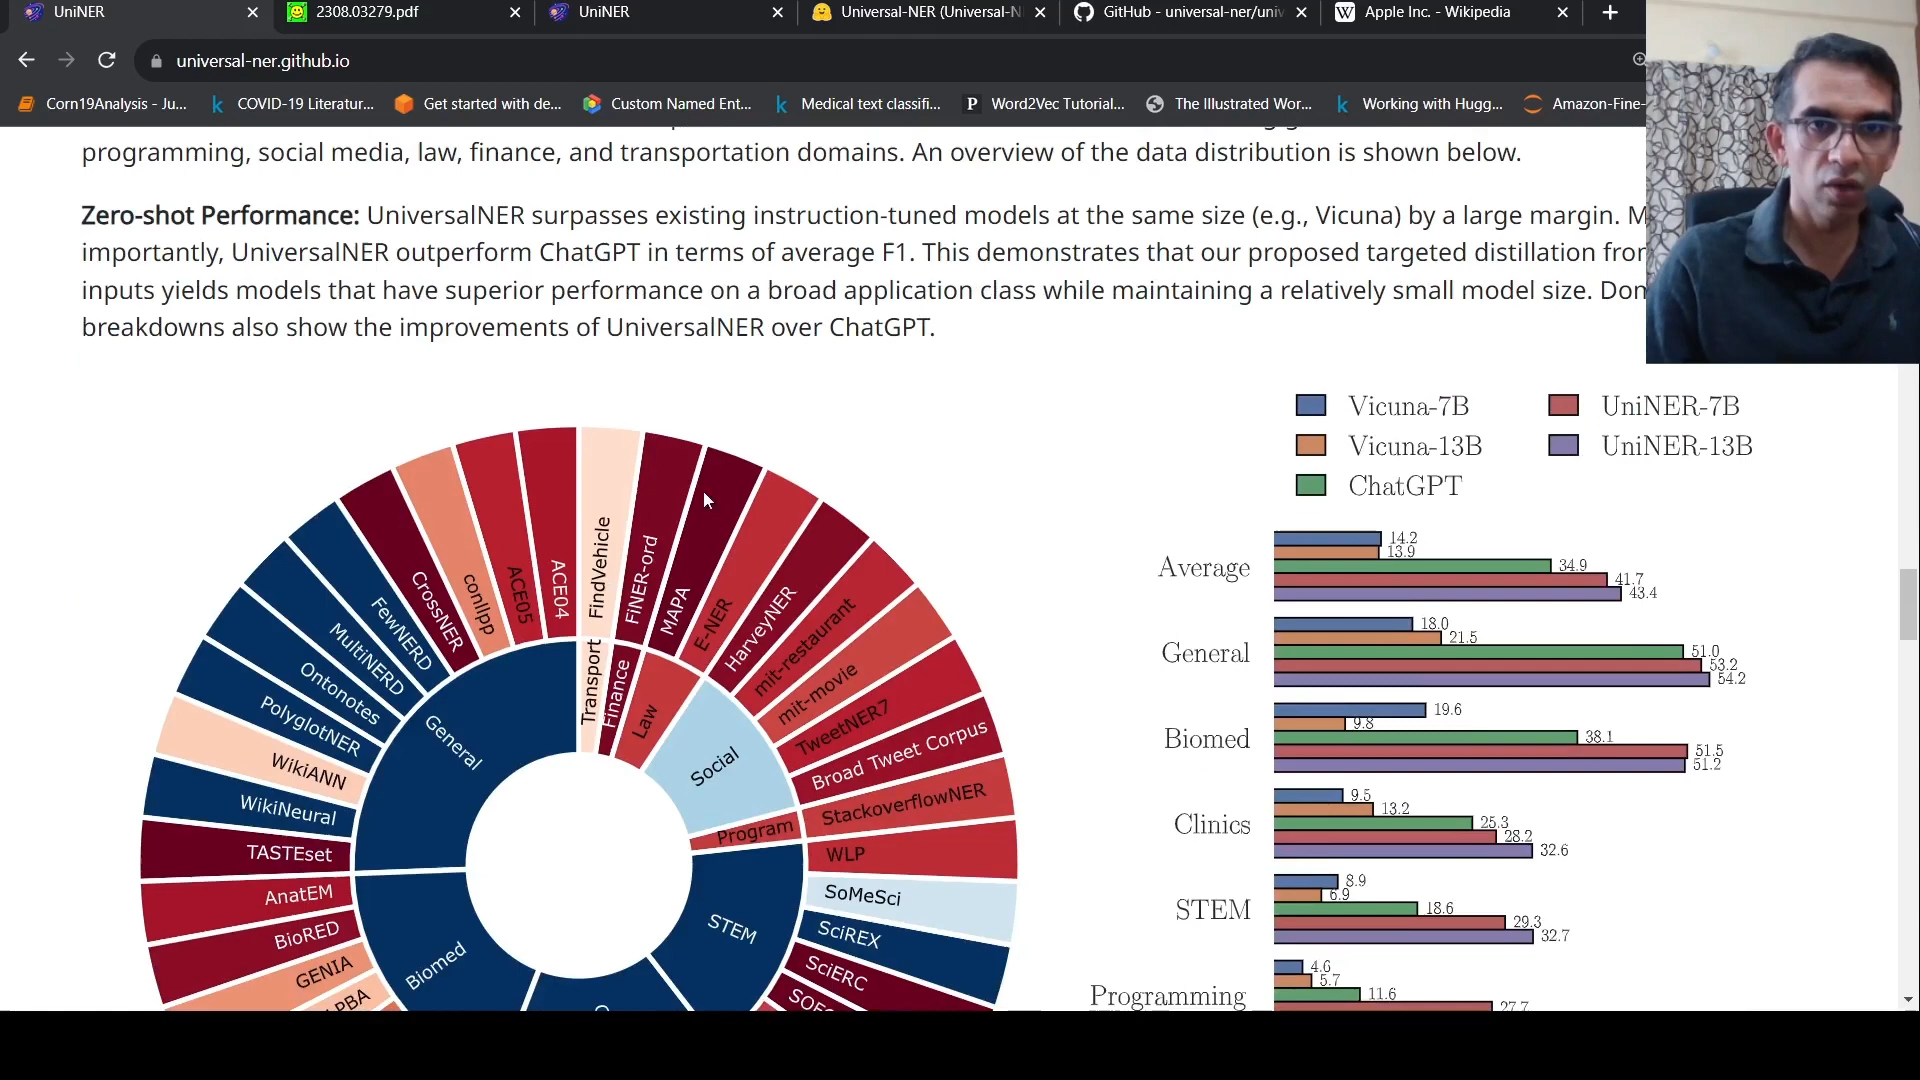 UniNER
2308.03279.pdf
UniNER
Universal-NER (Universal-N
GitHub - universal-ner/univ
Apple Inc. - Wikipedia
universal-ner.github.io
Corn19Analysis - Ju...
COVID-19 Literatur...
Get started with de...
Custom Named Ent...
Medical text classifi...
Word2Vec Tutorial...
The Illustrated Wor...
Working with Hugg...
Amazon-Fine-
programming, social media, law, finance, and transportation domains. An overview of the data distribution is shown below.
Zero-shot Performance: UniversalNER surpasses existing instruction-tuned models at the same size (e.g., Vicuna) by a large margin. M
importantly, UniversalNER outperform ChatGPT in terms of average F1. This demonstrates that our proposed targeted distillation from
inputs yields models that have superior performance on a broad application class while maintaining a relatively small model size. Dom
breakdowns also show the improvements of UniversalNER over ChatGPT.
FindVehicle
FiNER-ord
MAPA
E-NER
HarveyNER
mit-restaurant
mit-movie
TweetNER7
Broad Tweet Corpus
StackoverflowNER
WLP
SoMeSci
SciREX
SciERC
ACE04
ACE05
conllpp
CrossNER
FewNERD
MultiNERD
Ontonotes
PolyglotNER
WikiANN
WikiNeural
TASTEset
AnatEM
BioRED
GENIA
General
Transport
Finance
Law
Social
Program
STEM
Biomed
Vicuna-7B
Vicuna-13B
ChatGPT
UniNER-7B
UniNER-13B
Average
14.2
13.9
34.9
41.7
43.4
General
18.0
21.5
51.0
53.2
54.2
Biomed
19.6
9.8
38.1
51.5
51.2
Clinics
9.5
13.2
25.3
28.2
32.6
STEM
8.9
6.9
18.6
29.3
32.7
Programming
4.6
5.7
11.6
27.7